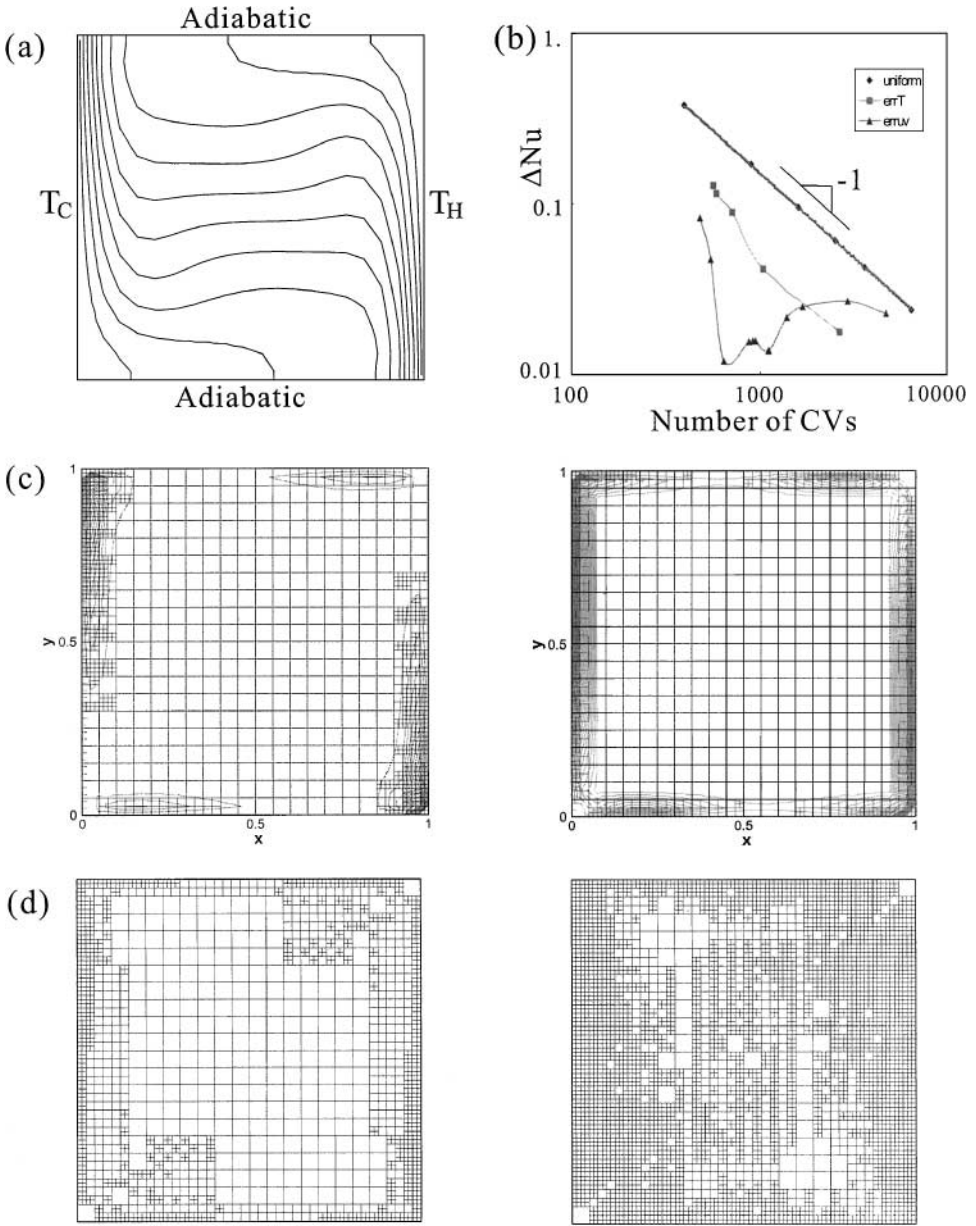 (a)
Adiabatic
T_C
T_H
Adiabatic
(b)
1.
0.1
0.01
ΔNu
100
1000
10000
Number of CVs
uniform
errT
erruv
-1
(c)
1
y
0.5
0
0
0.5
1
x
1
y
0.5
0
0
0.5
1
x
(d)